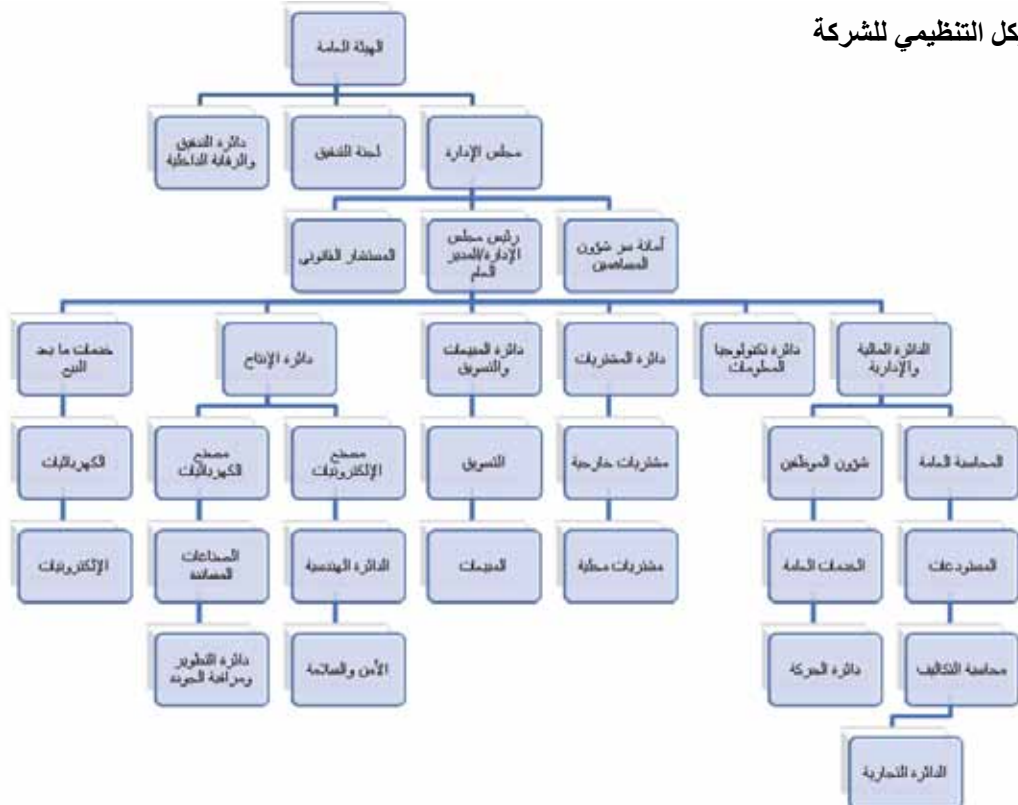 كل التنظيمي للشركة
الهيئة العامة
مجلس الإدارة
لجنة التدقيق
دائرة التدقيق
والرقابة الداخلية
أمانة سر شؤون
المساهمين
رئيس مجلس
الإدارة/المدير
العام
المستشار القانوني
الدائرة المالية
والإدارية
دائرة تكنولوجيا
المعلومات
دائرة المشتريات
دائرة المبيعات
والتسويق
دائرة الإنتاج
خدمات ما بعد
البيع
المحاسبة العامة
شؤون الموظفين
مشتريات خارجية
التسويق
مصنع
الإلكترونيات
مصنع
الكهربائيات
الكهربائيات
المستودعات
الخدمات العامة
مشتريات محلية
المبيعات
الدائرة الهندسية
الصناعات
المساندة
الإلكترونيات
محاسبة التكاليف
دائرة الحركة
الأمن والسلامة
دائرة التطوير
ومراقبة الجودة
الدائرة التجارية